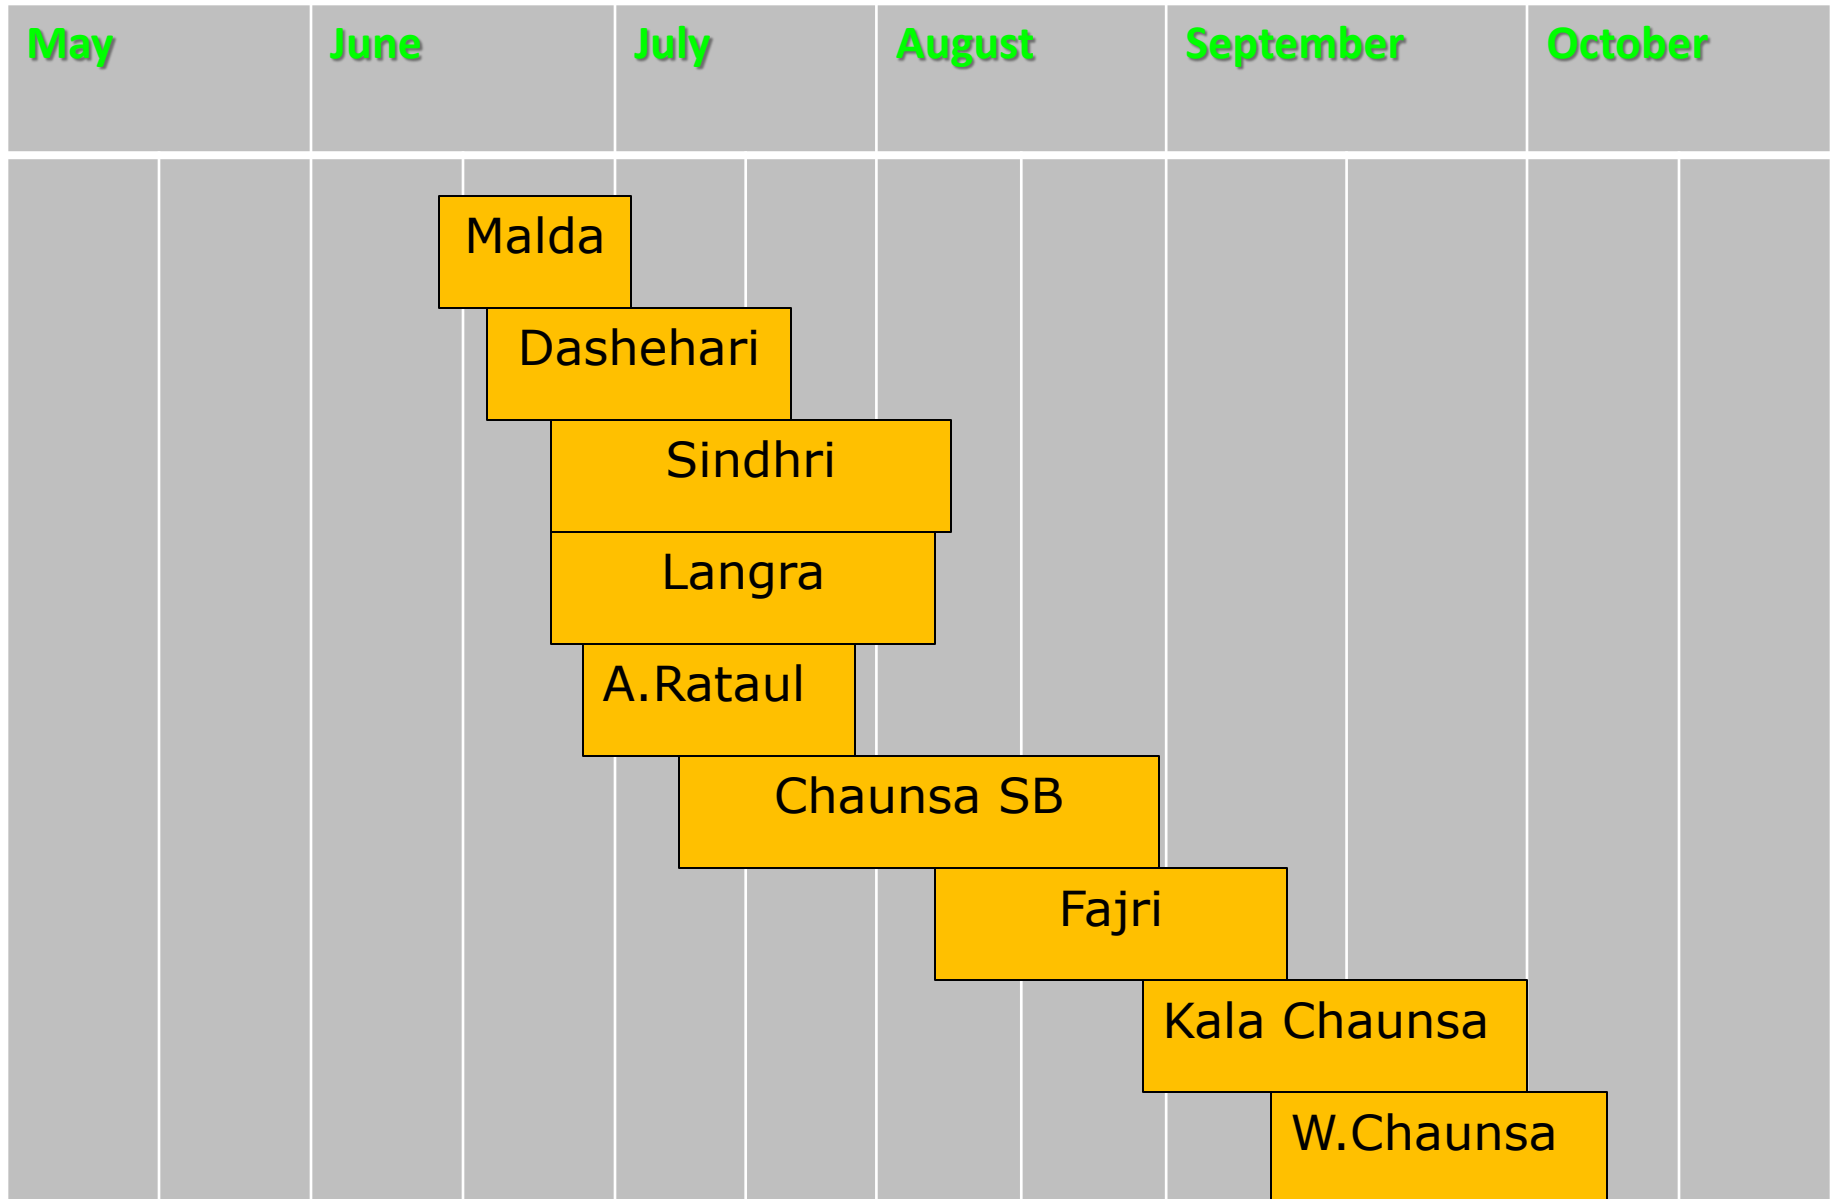 May June July August September October
Malda
Dashehari
Sindhri
Langra
A.Rataul
Chaunsa SB
Fajri
Kala Chaunsa
W.Chaunsa